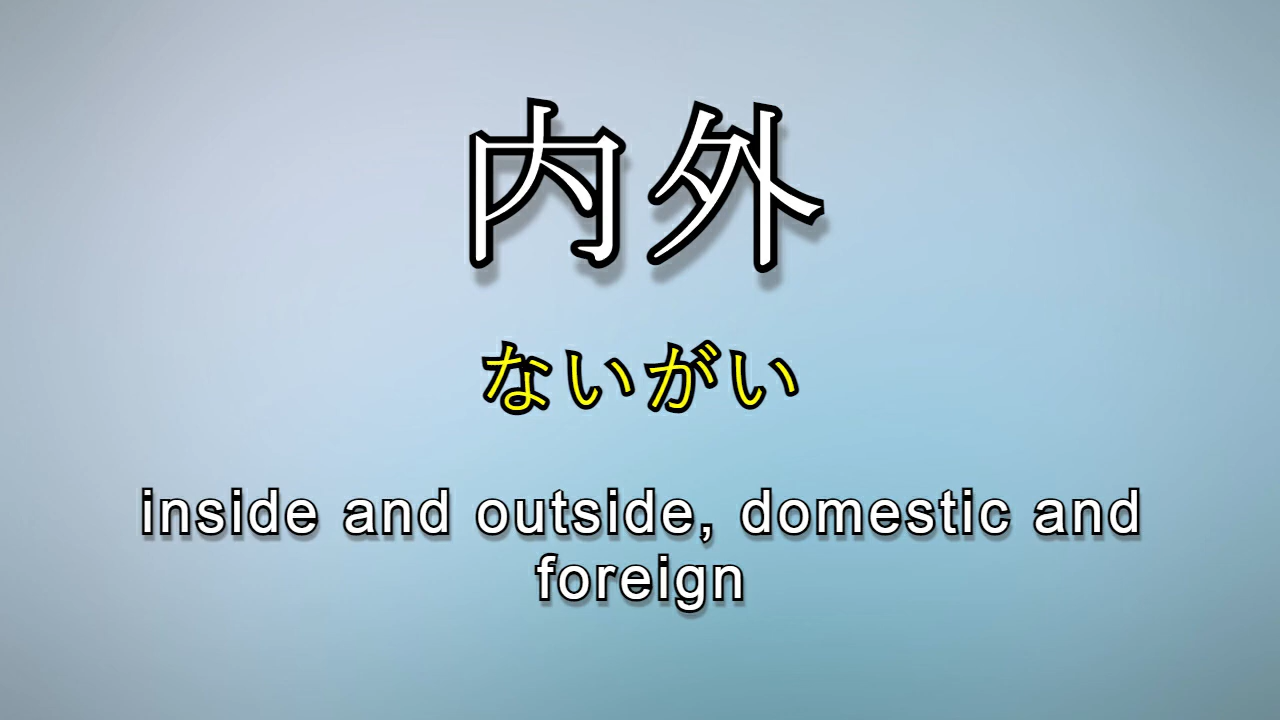 内外
ないがい
inside and outside, domestic and
foreign